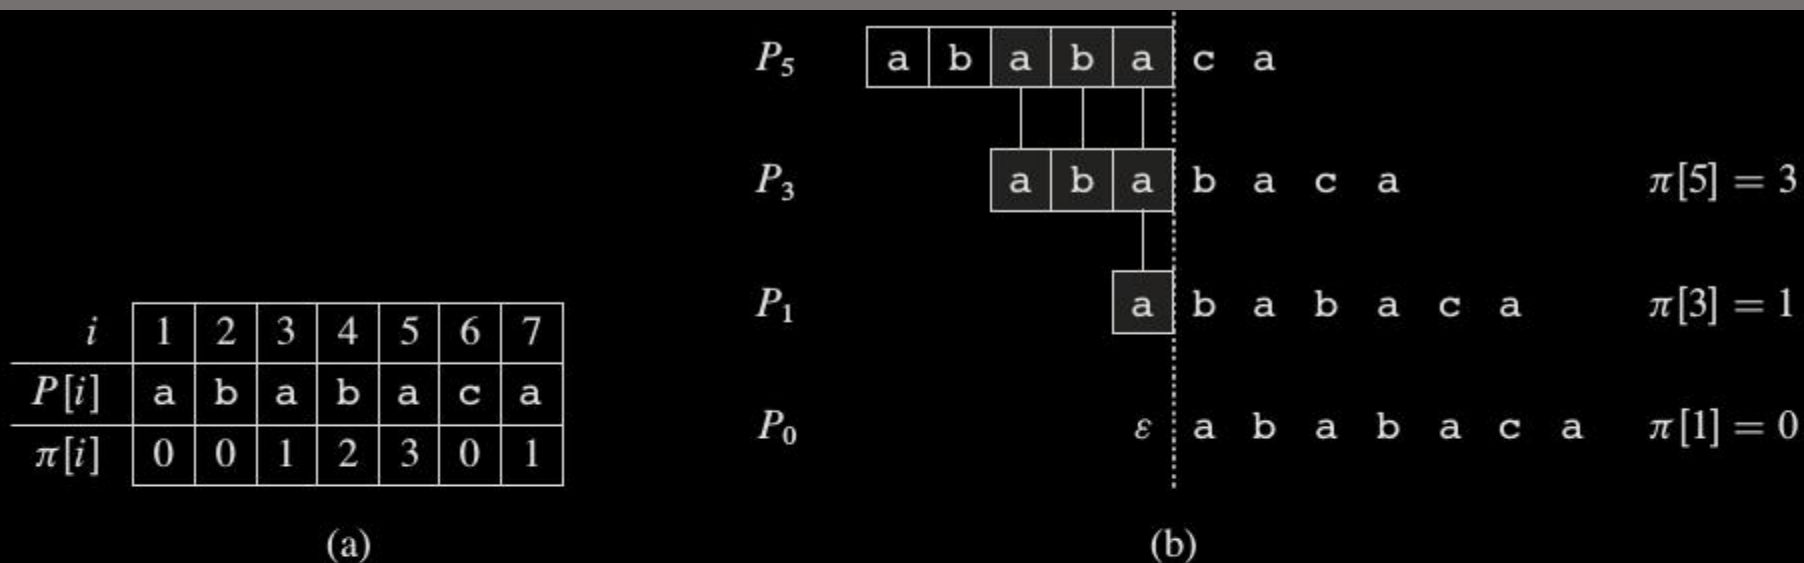 P₅ a b a b a c a
P₃ a b a b a c a π[5] = 3
P₁ a b a b a c a π[3] = 1
P₀ ε a b a b a c a π[1] = 0
i 1 2 3 4 5 6 7
P[i] a b a b a c a
π[i] 0 0 1 2 3 0 1
(a)
(b)